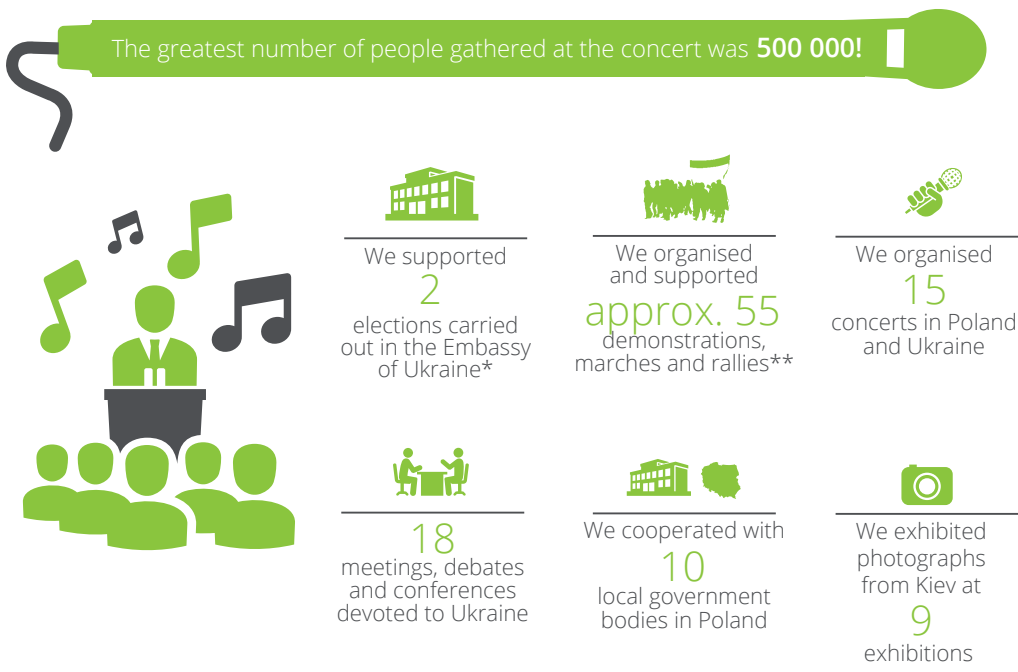 The greatest number of people gathered at the concert was 500 000!
We supported
2
elections carried
out in the Embassy
of Ukraine*
We organised
and supported
approx. 55
demonstrations,
marches and rallies**
We organised
15
concerts in Poland
and Ukraine
18
meetings, debates
and conferences
devoted to Ukraine
We cooperated with
10
local government
bodies in Poland
We exhibited
photographs
from Kiev at
9
exhibitions